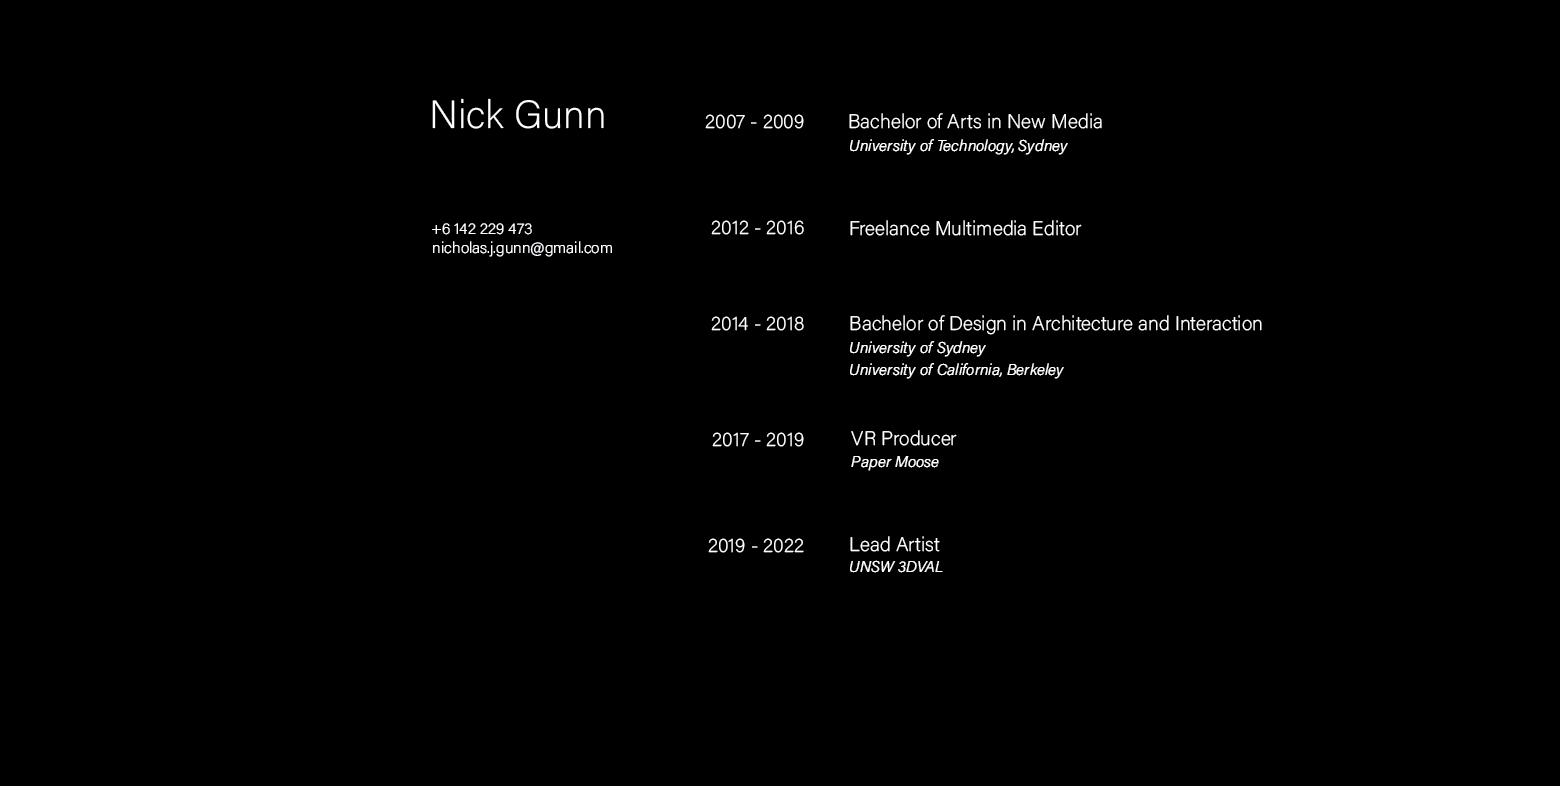 Nick Gunn
+6 142 229 473
nicholas.j.gunn@gmail.com
2007 - 2009 Bachelor of Arts in New Media
University of Technology, Sydney
2012 - 2016 Freelance Multimedia Editor
2014 - 2018 Bachelor of Design in Architecture and Interaction
University of Sydney
University of California, Berkeley
2017 - 2019 VR Producer
Paper Moose
2019 - 2022 Lead Artist
UNSW 3DVAL